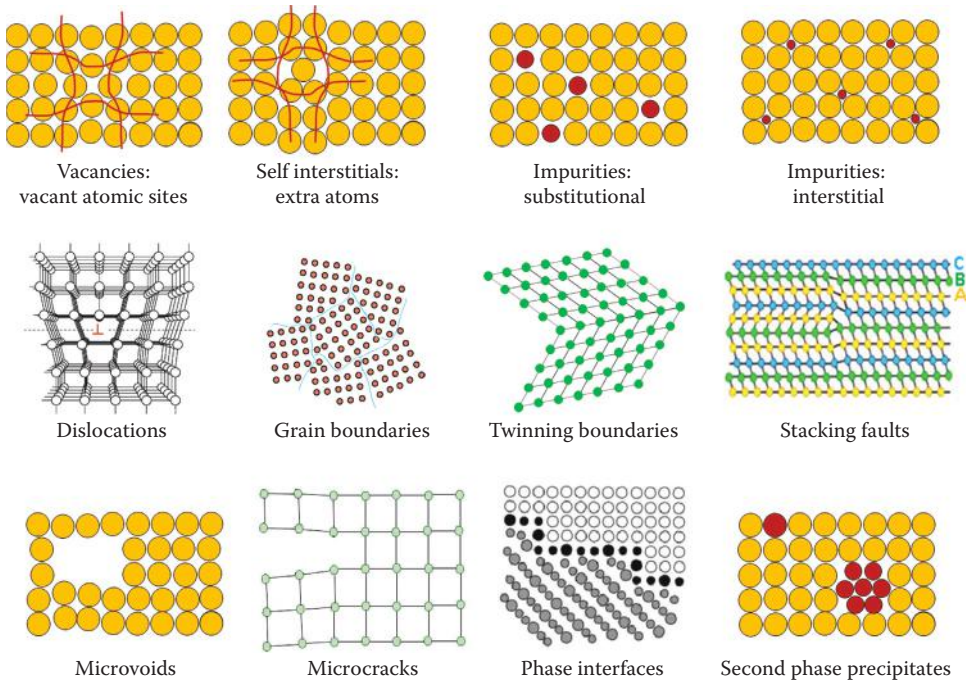 Vacancies:
vacant atomic sites
Self interstitials:
extra atoms
Impurities:
substitutional
Impurities:
interstitial
C
B
A
⊥
Dislocations
Grain boundaries
Twinning boundaries
Stacking faults
Microvoids
Microcracks
Phase interfaces
Second phase precipitates